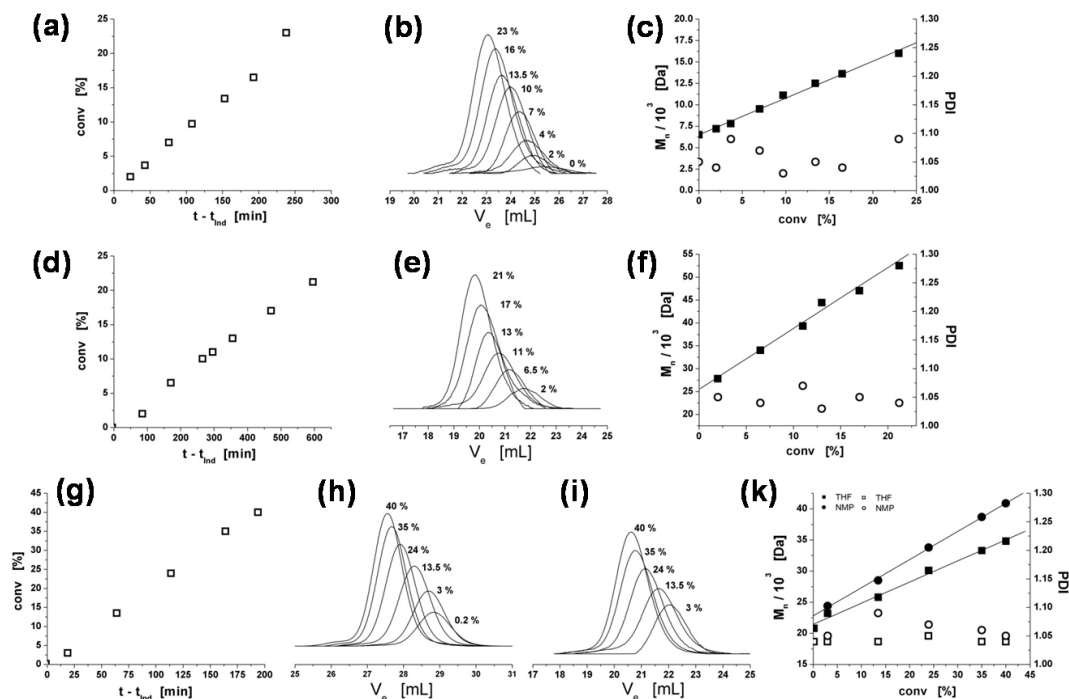 (a)
conv [%]
25
20
15
10
5
0
0 50 100 150 200 250 300
t - t_Ind [min]
(b)
23 %
16 %
13.5 %
10 %
7 %
4 %
2 %
0 %
19 20 21 22 23 24 25 26 27 28
V_e [mL]
(c)
M_n / 10^3 [Da]
20.0
17.5
15.0
12.5
10.0
7.5
5.0
2.5
0.0
0 5 10 15 20 25
conv [%]
1.30
1.25
1.20
1.15
1.10
1.05
1.00
PDI
(d)
conv [%]
25
20
15
10
5
0
0 100 200 300 400 500 600
t - t_Ind [min]
(e)
21 %
17 %
13 %
11 %
6.5 %
2 %
17 18 19 20 21 22 23 24 25
V_e [mL]
(f)
M_n / 10^3 [Da]
55
50
45
40
35
30
25
20
0 5 10 15 20
conv [%]
1.30
1.25
1.20
1.15
1.10
1.05
1.00
PDI
(g)
conv [%]
45
40
35
30
25
20
15
10
5
0
0 25 50 75 100 125 150 175 200
t - t_Ind [min]
(h)
40 %
35 %
24 %
13.5 %
3 %
0.2 %
25 26 27 28 29 30 31
V_e [mL]
(i)
40 %
35 %
24 %
13.5 %
3 %
17 18 19 20 21 22 23 24 25
V_e [mL]
(k)
THF THF
NMP NMP
M_n / 10^3 [Da]
40
35
30
25
20
15
0 5 10 15 20 25 30 35 40 45
conv [%]
1.30
1.25
1.20
1.15
1.10
1.05
1.00
PDI